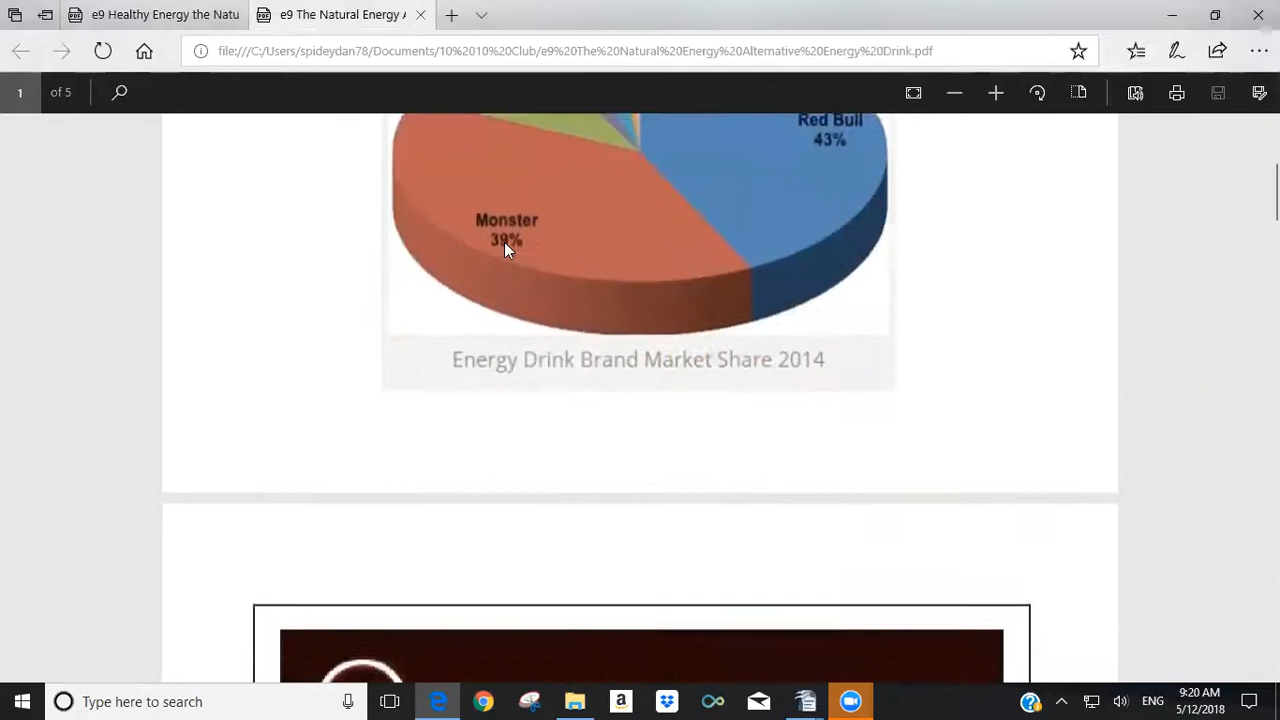 e9 Healthy Energy the Natu
e9 The Natural Energy A
file:///C:/Users/spideydan78/Documents/10%2010%20Club/e9%20The%20Natural%20Energy%20Alternative%20Energy%20Drink.pdf
1 of 5
Red Bull
43%
Monster
39%
Energy Drink Brand Market Share 2014
Type here to search
ENG
9:20 AM
5/12/2018